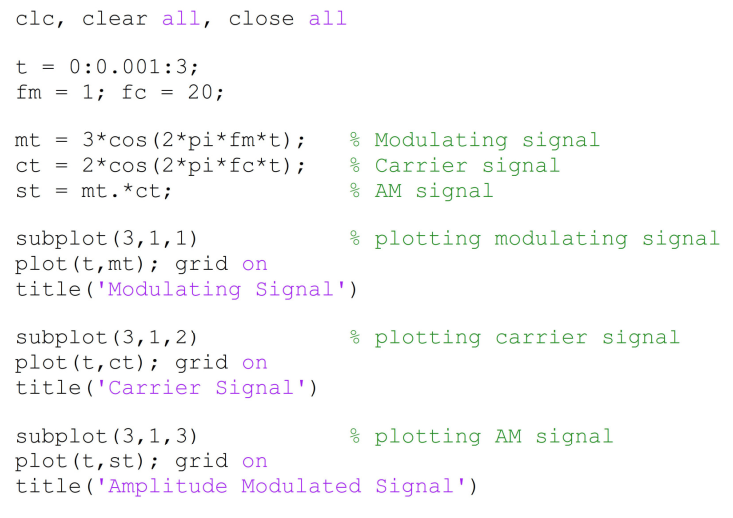 clc, clear all, close all
t = 0:0.001:3;
fm = 1; fc = 20;
mt = 3*cos(2*pi*fm*t);   % Modulating signal
ct = 2*cos(2*pi*fc*t);   % Carrier signal
st = mt.*ct;             % AM signal
subplot(3,1,1)           % plotting modulating signal
plot(t,mt); grid on
title('Modulating Signal')
subplot(3,1,2)           % plotting carrier signal
plot(t,ct); grid on
title('Carrier Signal')
subplot(3,1,3)           % plotting AM signal
plot(t,st); grid on
title('Amplitude Modulated Signal')